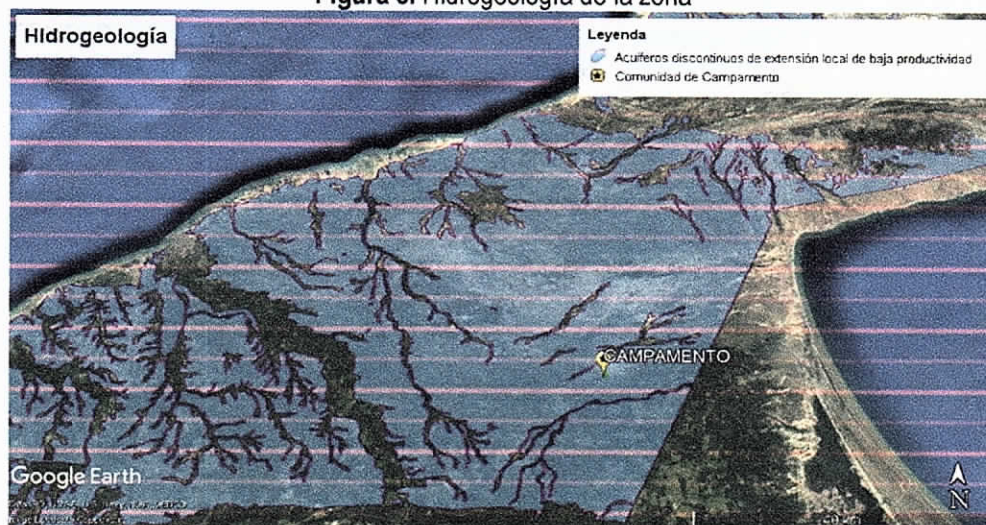 Figura 6. Hidrogeología de la zona
Hidrogeología
Leyenda
Acuíferos discontinuos de extensión local de baja productividad
Comunidad de Campamento
CAMPAMENTO
Google Earth
N